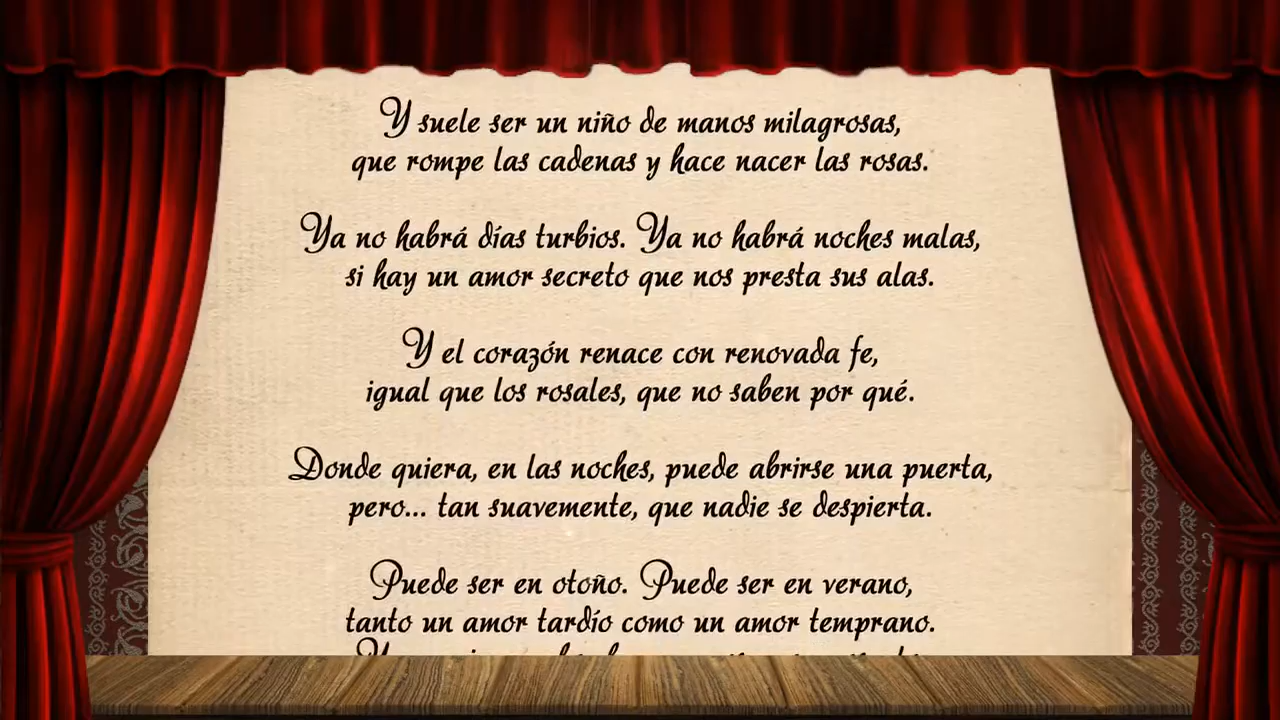 Y suele ser un niño de manos milagrosas,
que rompe las cadenas y hace nacer las rosas.
Ya no habrá días turbios. Ya no habrá noches malas,
si hay un amor secreto que nos presta sus alas.
Y el corazón renace con renovada fe,
igual que los rosales, que no saben por qué.
Donde quiera, en las noches, puede abrirse una puerta,
pero... tan suavemente, que nadie se despierta.
Puede ser en otoño. Puede ser en verano,
tanto un amor tardío como un amor temprano.